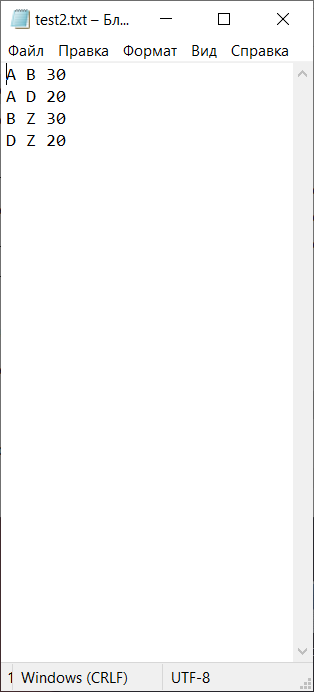 test2.txt – Бл...
Файл Правка Формат Вид Справка
A B 30
A D 20
B Z 30
D Z 20
1 Windows (CRLF) UTF-8